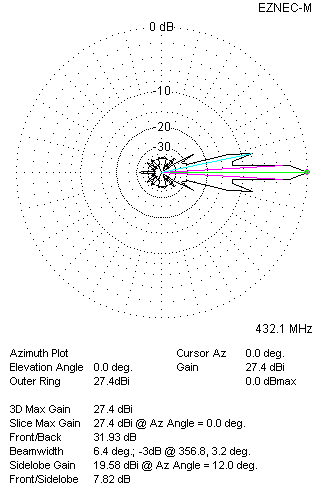 EZNEC-M
0 dB
-10
-20
-30
432.1 MHz
Azimuth Plot
Cursor Az 0.0 deg.
Elevation Angle 0.0 deg.
Gain 27.4 dBi
Outer Ring 27.4dBi
0.0 dBmax
3D Max Gain 27.4 dBi
Slice Max Gain 27.4 dBi @ Az Angle = 0.0 deg.
Front/Back 31.93 dB
Beamwidth 6.4 deg.; -3dB @ 356.8, 3.2 deg.
Sidelobe Gain 19.58 dBi @ Az Angle = 12.0 deg.
Front/Sidelobe 7.82 dB